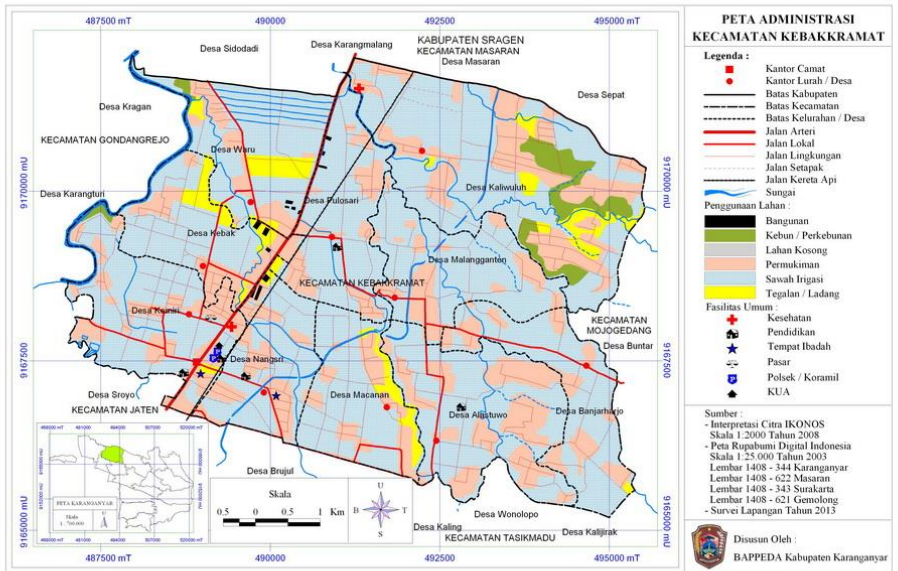 487500 mT
490000 mT
492500 mT
495000 mT
Desa Sidodadi
Desa Karangmalang
KABUPATEN SRAGEN
KECAMATAN MASARAN
Desa Masaran
Desa Sepat
Desa Kragan
KECAMATAN GONDANGREJO
Desa Waru
9170000 mU
9170000 mU
Desa Karangturi
Desa Pulosari
Desa Kaliwuluh
Desa Kebak
Desa Malangganten
KECAMATAN KEBAKKRAMAT
Desa Kemiri
KECAMATAN
MOJOGEDANG
Desa Buntar
9167500 mU
9167500 mU
Desa Nangsri
Desa Sroyo
KECAMATAN JATEN
Desa Macanan
Desa Alastuwo
Desa Banjarharjo
Desa Brujul
Desa Wonolopo
Desa Kaling
Desa Kalijirak
KECAMATAN TASIKMADU
9165000 mU
9165000 mU
487500 mT
490000 mT
492500 mT
495000 mT
PETA KARANGANYAR
Skala
1 : 700.000
U
Skala
0.5 0 0.5 1 Km
U
B T
S
PETA ADMINISTRASI
KECAMATAN KEBAKKRAMAT
Legenda :
Kantor Camat
Kantor Lurah / Desa
Batas Kabupaten
Batas Kecamatan
Batas Kelurahan / Desa
Jalan Arteri
Jalan Lokal
Jalan Lingkungan
Jalan Setapak
Jalan Kereta Api
Sungai
Penggunaan Lahan :
Bangunan
Kebun / Perkebunan
Lahan Kosong
Permukiman
Sawah Irigasi
Tegalan / Ladang
Fasilitas Umum :
Kesehatan
Pendidikan
Tempat Ibadah
Pasar
Polsek / Koramil
KUA
Sumber :
- Interpretasi Citra IKONOS
Skala 1:2000 Tahun 2008
- Peta Rupabumi Digital Indonesia
Skala 1:25.000 Tahun 2003
Lembar 1408 - 344 Karanganyar
Lembar 1408 - 622 Masaran
Lembar 1408 - 343 Surakarta
Lembar 1408 - 621 Gemolong
- Survei Lapangan Tahun 2013
Disusun Oleh :
BAPPEDA Kabupaten Karanganyar